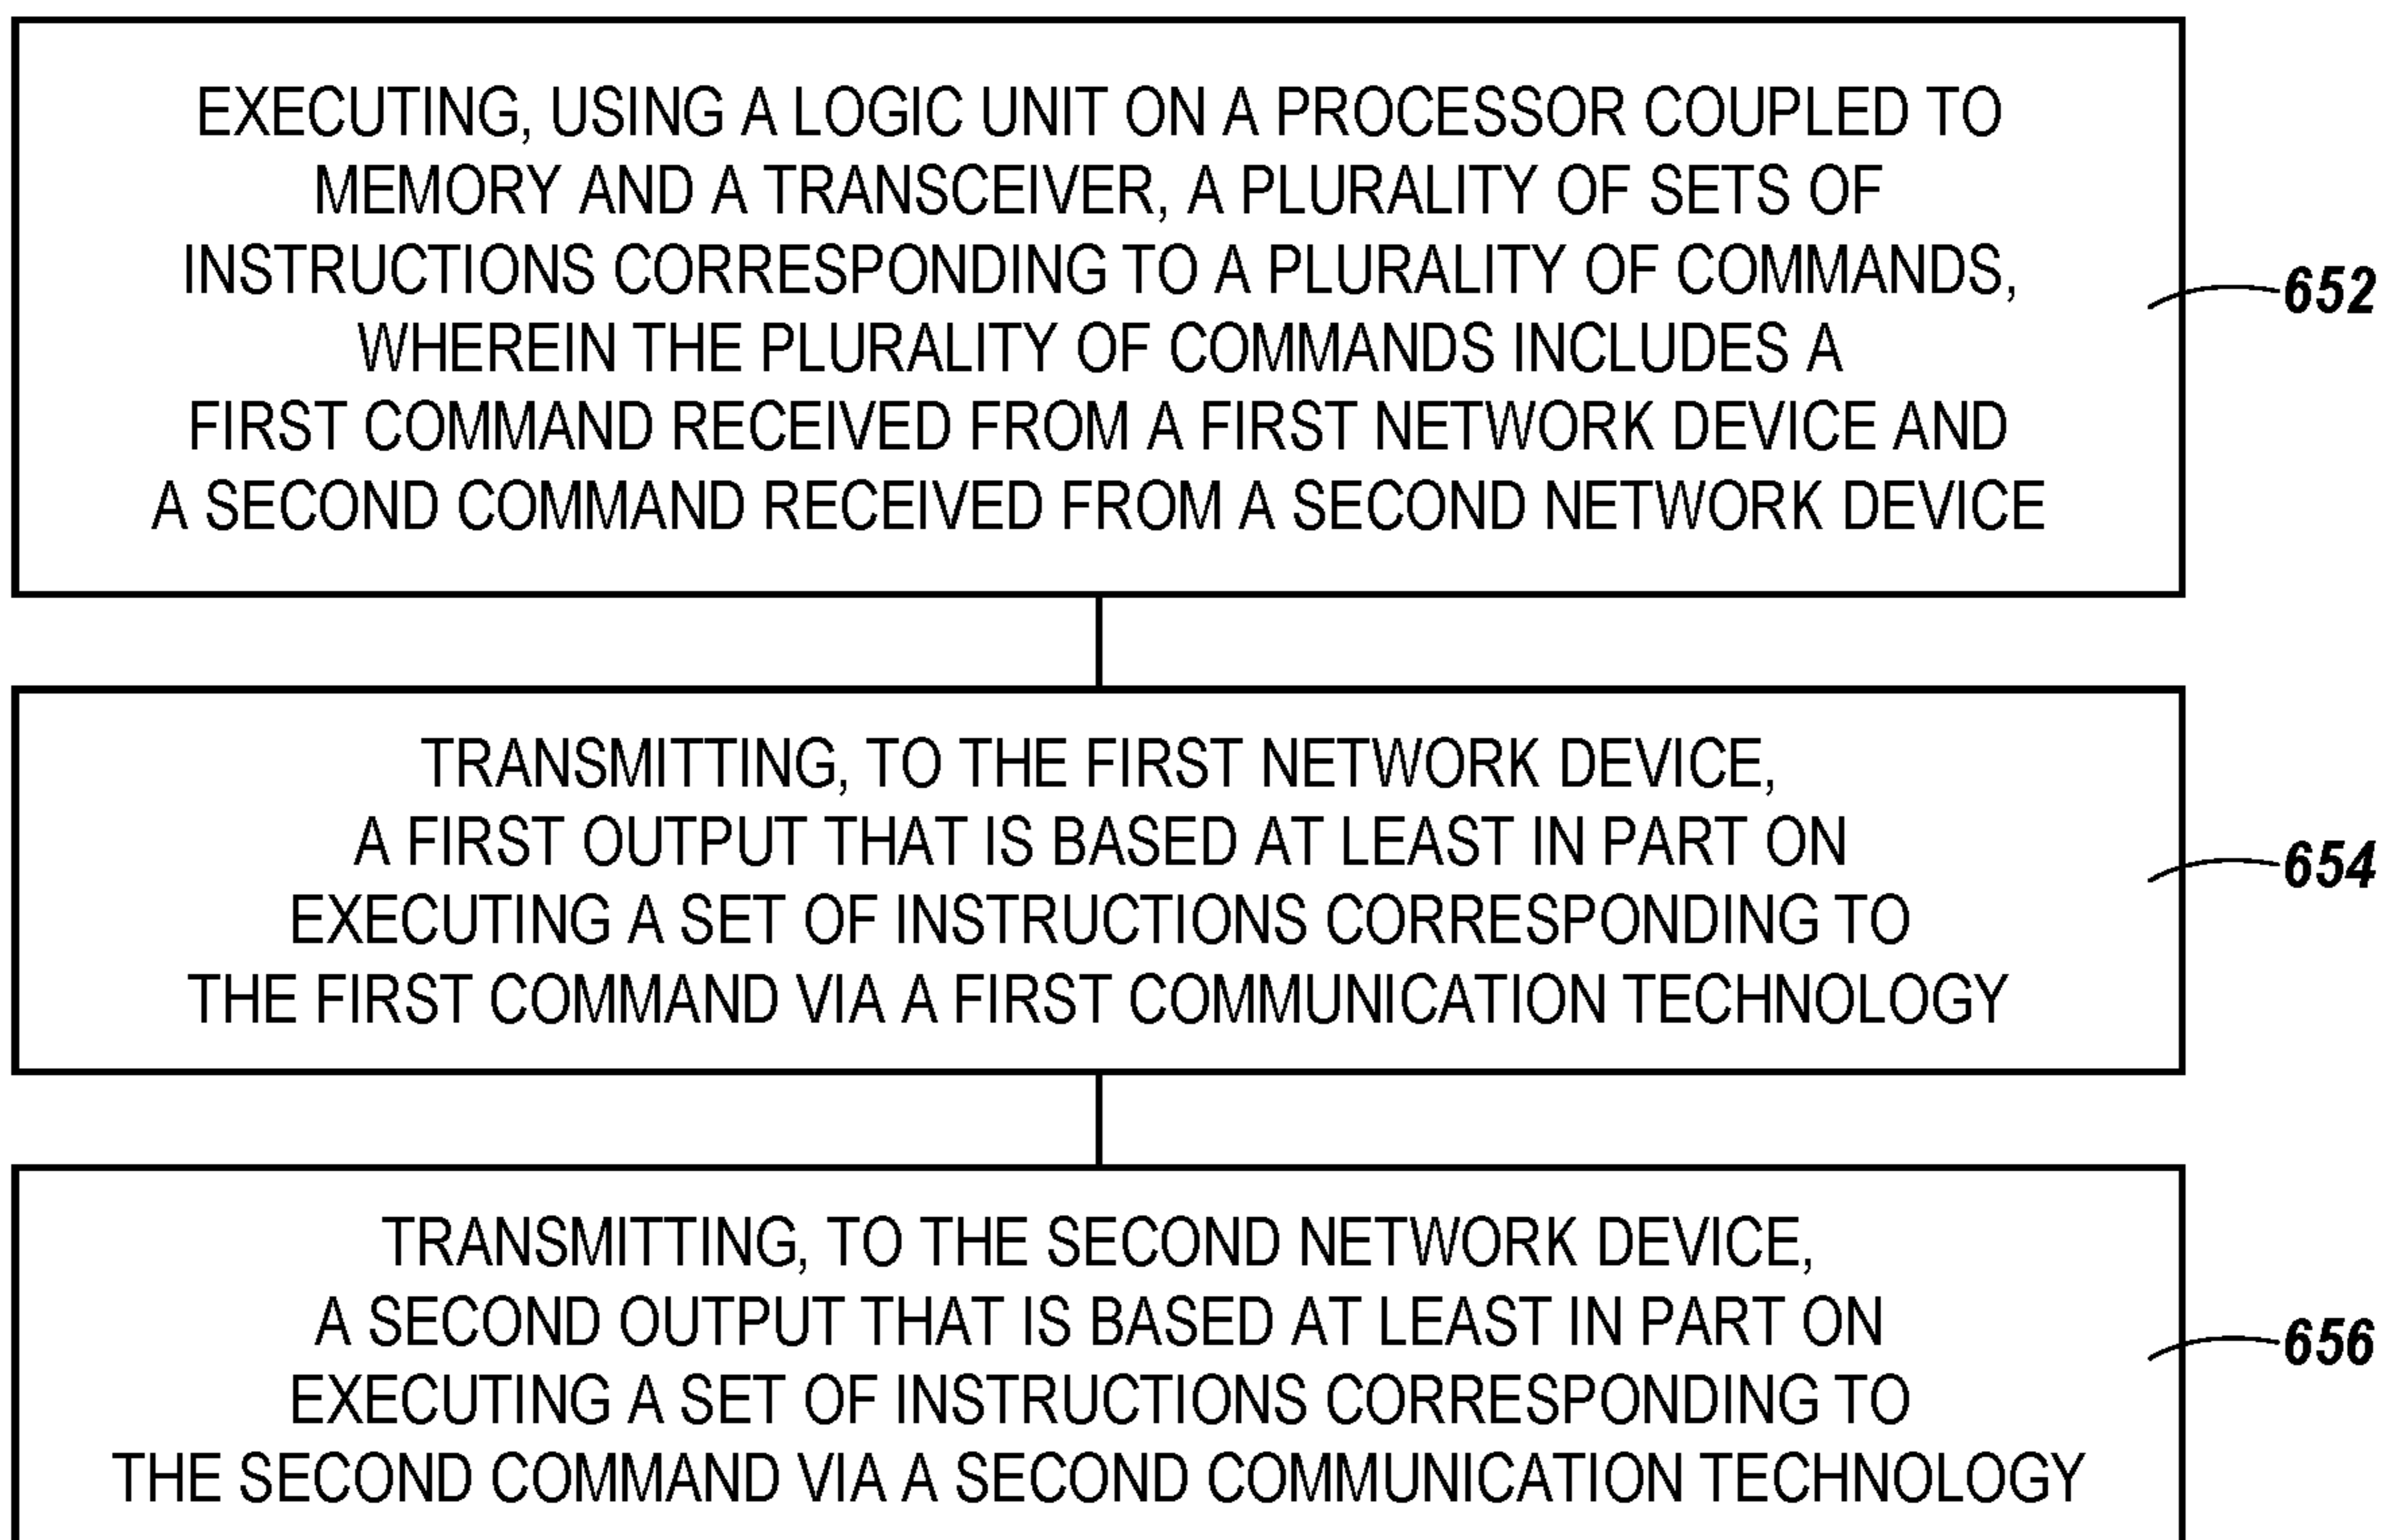 EXECUTING, USING A LOGIC UNIT ON A PROCESSOR COUPLED TO
MEMORY AND A TRANSCEIVER, A PLURALITY OF SETS OF
INSTRUCTIONS CORRESPONDING TO A PLURALITY OF COMMANDS,
WHEREIN THE PLURALITY OF COMMANDS INCLUDES A
FIRST COMMAND RECEIVED FROM A FIRST NETWORK DEVICE AND
A SECOND COMMAND RECEIVED FROM A SECOND NETWORK DEVICE
652
TRANSMITTING, TO THE FIRST NETWORK DEVICE,
A FIRST OUTPUT THAT IS BASED AT LEAST IN PART ON
EXECUTING A SET OF INSTRUCTIONS CORRESPONDING TO
THE FIRST COMMAND VIA A FIRST COMMUNICATION TECHNOLOGY
654
TRANSMITTING, TO THE SECOND NETWORK DEVICE,
A SECOND OUTPUT THAT IS BASED AT LEAST IN PART ON
EXECUTING A SET OF INSTRUCTIONS CORRESPONDING TO
THE SECOND COMMAND VIA A SECOND COMMUNICATION TECHNOLOGY
656